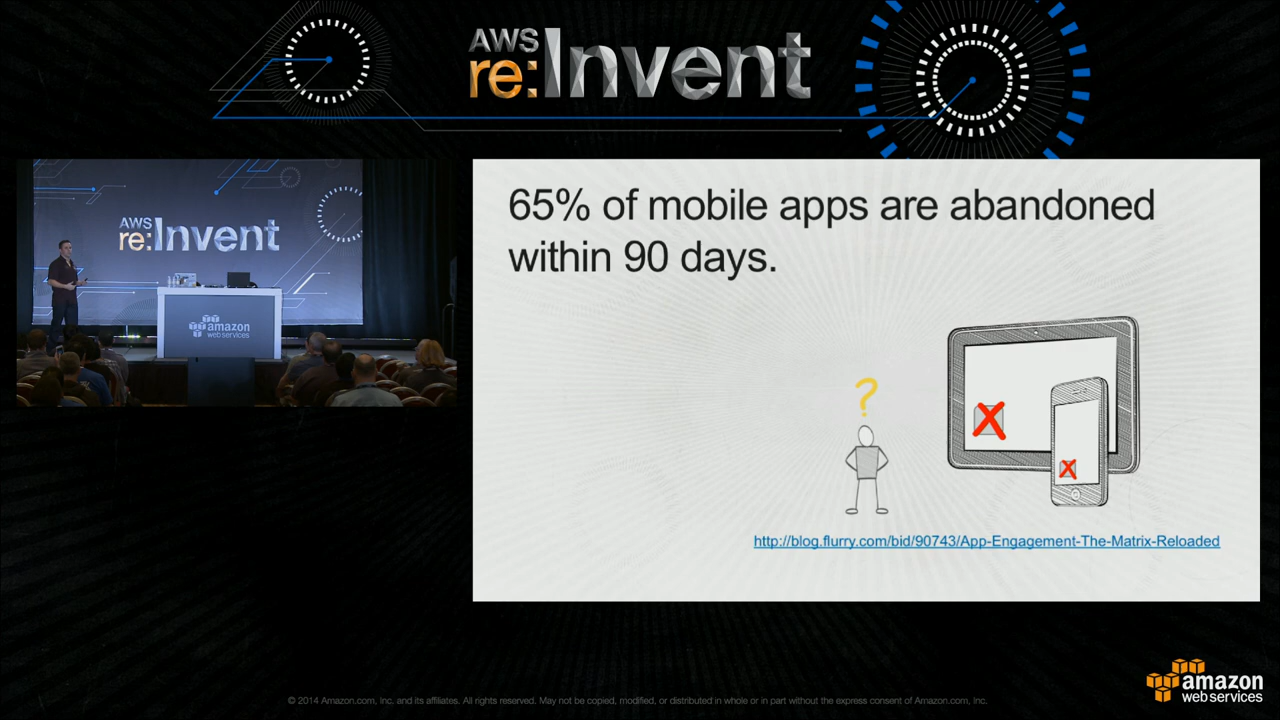 AWS
re:Invent
AWS
re:Invent
amazon
web services
65% of mobile apps are abandoned
within 90 days.
?
X
X
http://blog.flurry.com/bid/90743/App-Engagement-The-Matrix-Reloaded
amazon
web services
© 2014 Amazon.com, Inc. and its affiliates. All rights reserved. May not be copied, modified, or distributed in whole or in part without the express consent of Amazon.com, Inc.